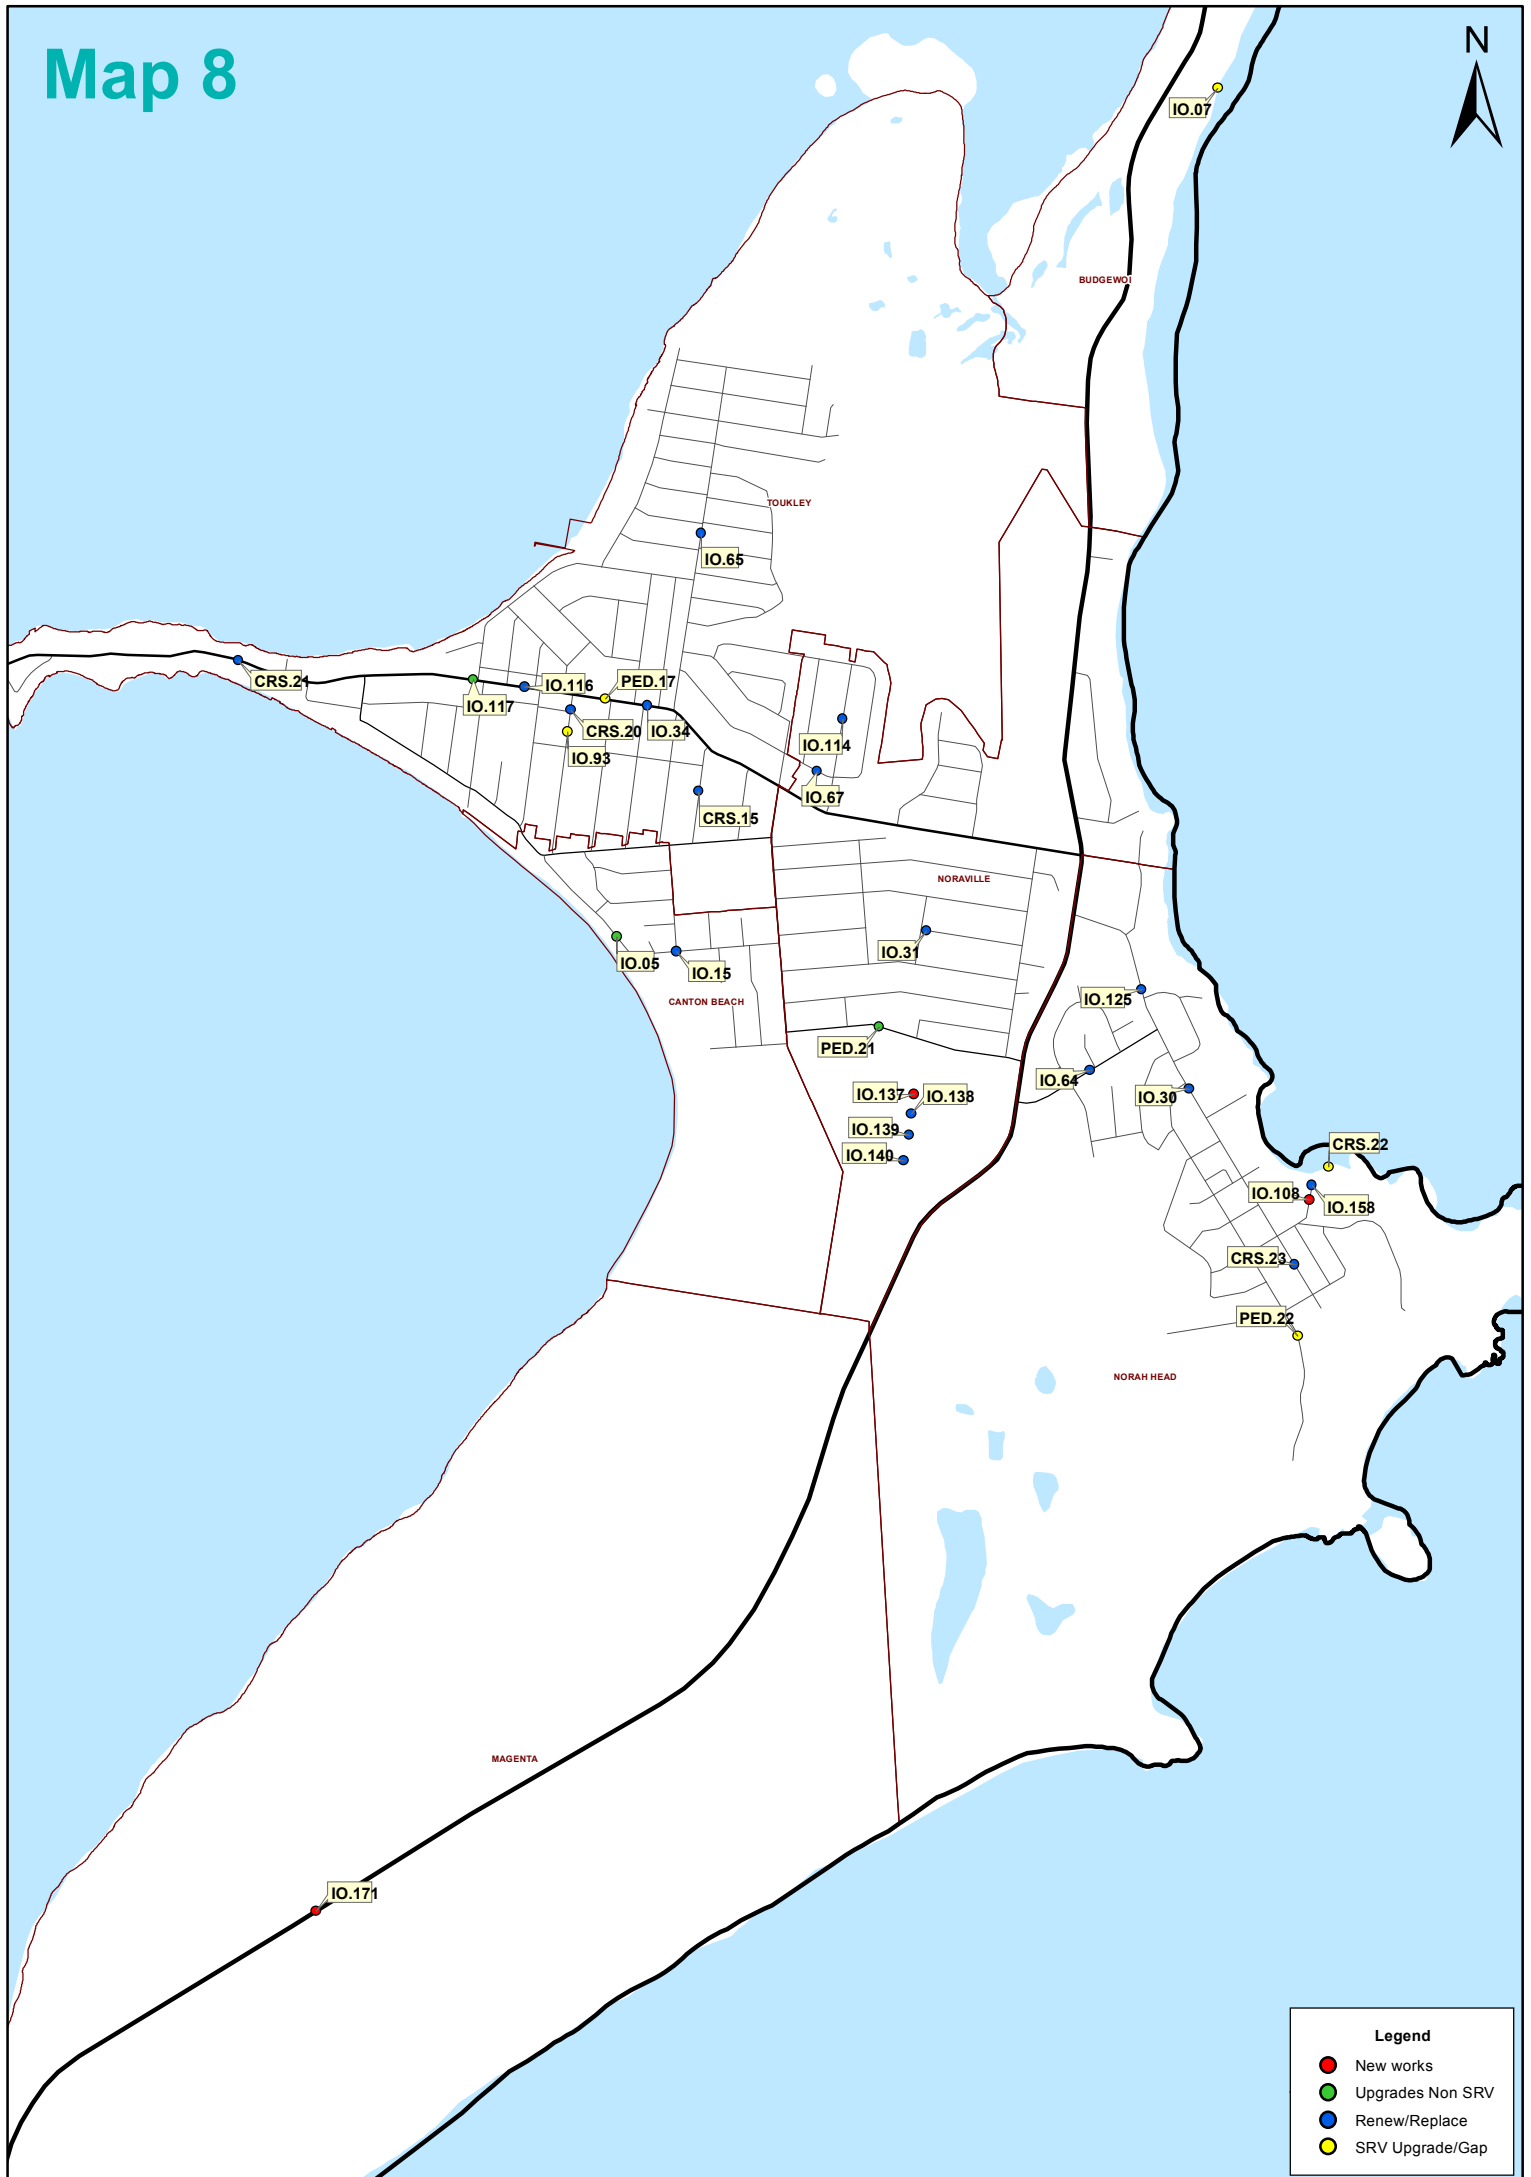 Map 8
N
IO.07
BUDGEWOI
TOUKLEY
IO.65
CRS.21
IO.116
PED.17
IO.117
CRS.20
IO.34
IO.93
IO.114
IO.67
CRS.15
NORAVILLE
IO.31
IO.05
IO.15
CANTON BEACH
IO.125
PED.21
IO.64
IO.137
IO.138
IO.30
IO.139
IO.140
CRS.22
IO.108
IO.158
CRS.23
PED.22
NORAH HEAD
MAGENTA
IO.171
Legend
New works
Upgrades Non SRV
Renew/Replace
SRV Upgrade/Gap